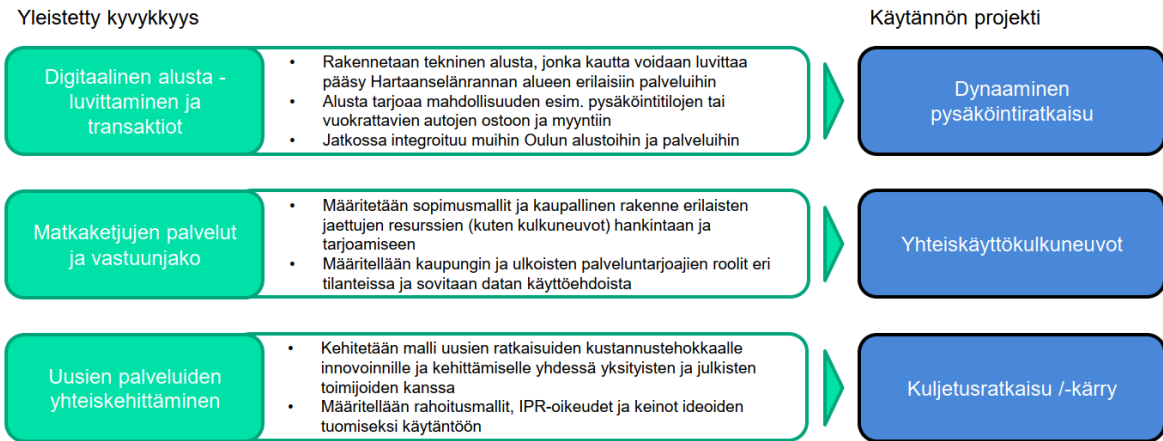 Yleistetty kyvykkyys
Käytännön projekti
Digitaalinen alusta -
luvittaminen ja
transaktiot
• Rakennetaan tekninen alusta, jonka kautta voidaan luvittaa
pääsy Hartaanselänrannan alueen erilaisiin palveluihin
• Alusta tarjoaa mahdollisuuden esim. pysäköintitilojen tai
vuokrattavien autojen ostoon ja myyntiin
• Jatkossa integroituu muihin Oulun alustoihin ja palveluihin
Dynaaminen
pysäköintiratkaisu
Matkaketjujen palvelut
ja vastuunjako
• Määritetään sopimusmallit ja kaupallinen rakenne erilaisten
jaettujen resurssien (kuten kulkuneuvot) hankintaan ja
tarjoamiseen
• Määritellään kaupungin ja ulkoisten palveluntarjoajien roolit eri
tilanteissa ja sovitaan datan käyttöehdoista
Yhteiskäyttökulkuneuvot
Uusien palveluiden
yhteiskehittäminen
• Kehitetään malli uusien ratkaisuiden kustannustehokkaalle
innovoinnille ja kehittämiselle yhdessä yksityisten ja julkisten
toimijoiden kanssa
• Määritellään rahoitusmallit, IPR-oikeudet ja keinot ideoiden
tuomiseksi käytäntöön
Kuljetusratkaisu /-kärry